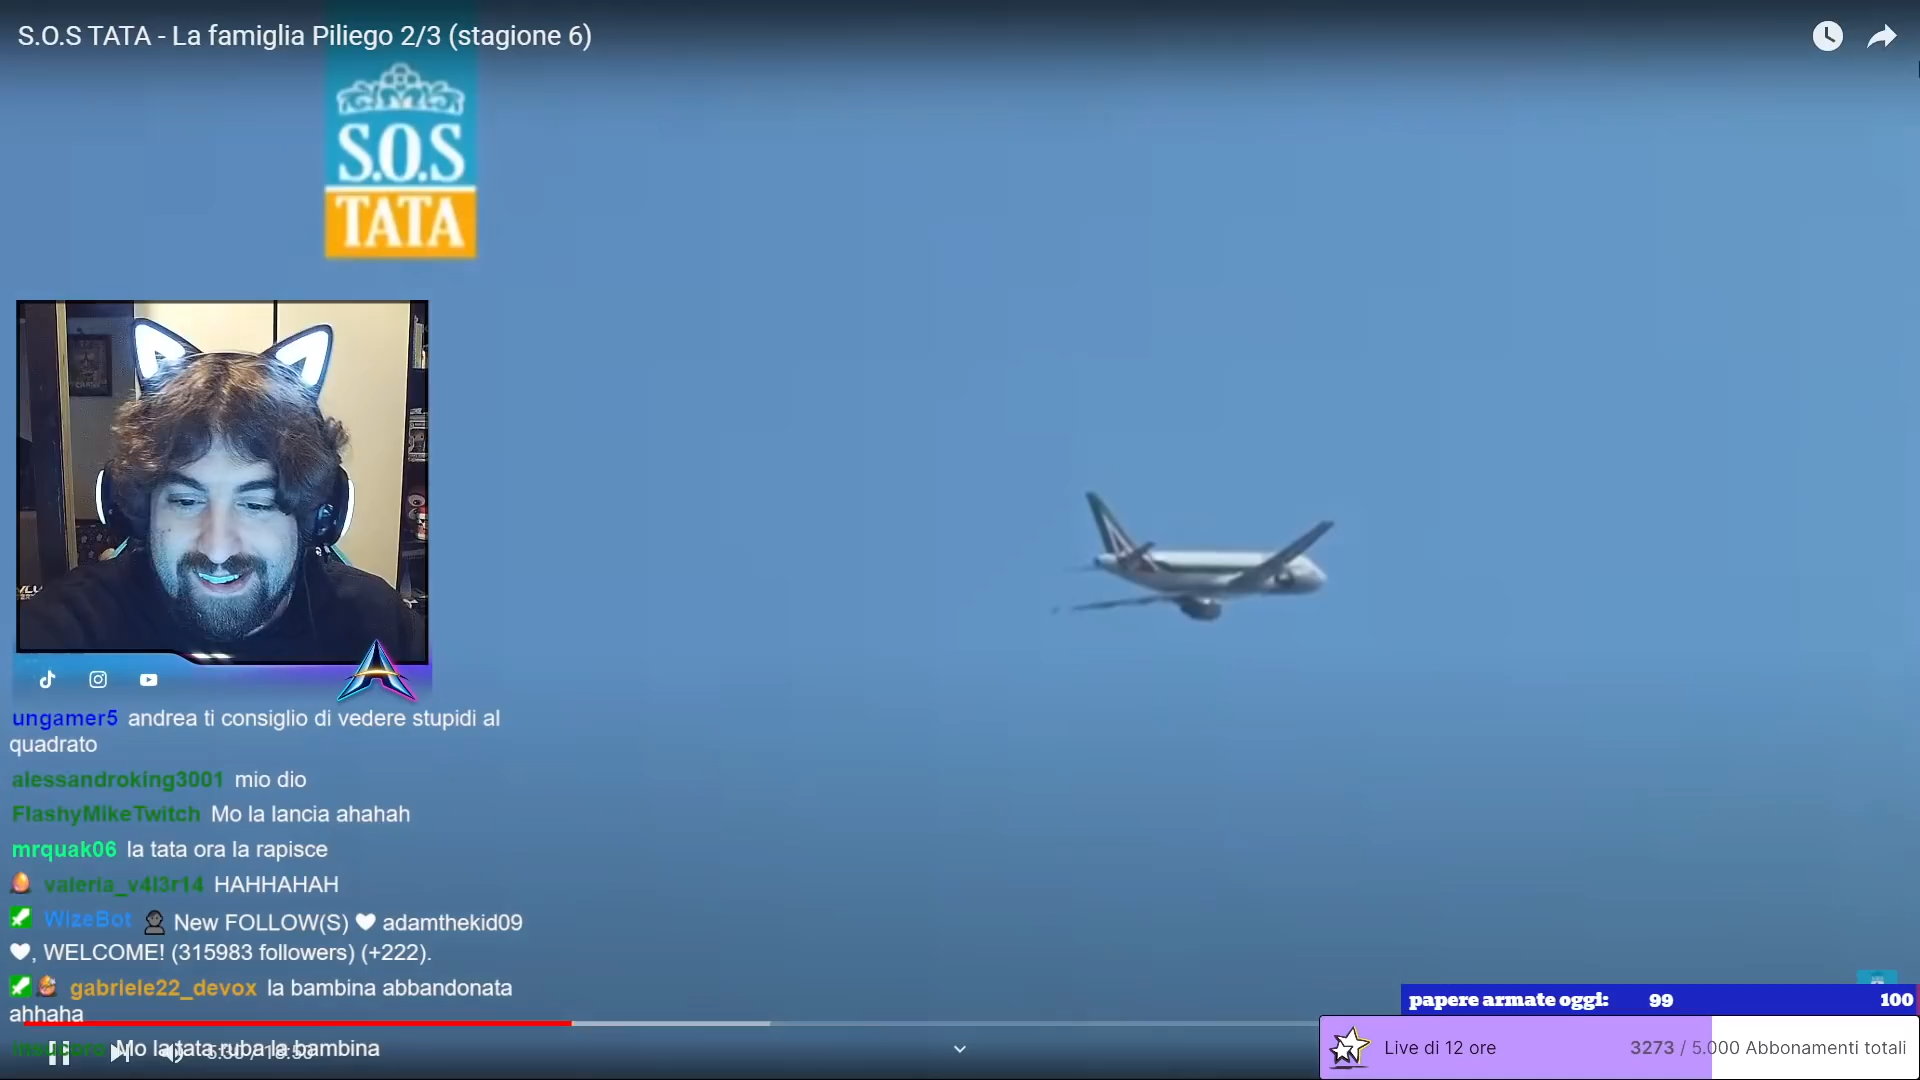 S.O.S TATA - La famiglia Piliego 2/3 (stagione 6)
S.O.S
TATA
ungamer5 andrea ti consiglio di vedere stupidi al
quadrato
alessandroking3001 mio dio
FlashyMikeTwitch Mo la lancia ahahah
mrquak06 la tata ora la rapisce
valeria_v4l3r14 HAHHAHAH
WizeBot New FOLLOW(S) adamthekid09
, WELCOME! (315983 followers) (+222).
gabriele22_devox la bambina abbandonata
ahhaha
Mo la tata ruba la bambina
papere armate oggi: 99 100
Live di 12 ore 3273 / 5.000 Abbonamenti totali